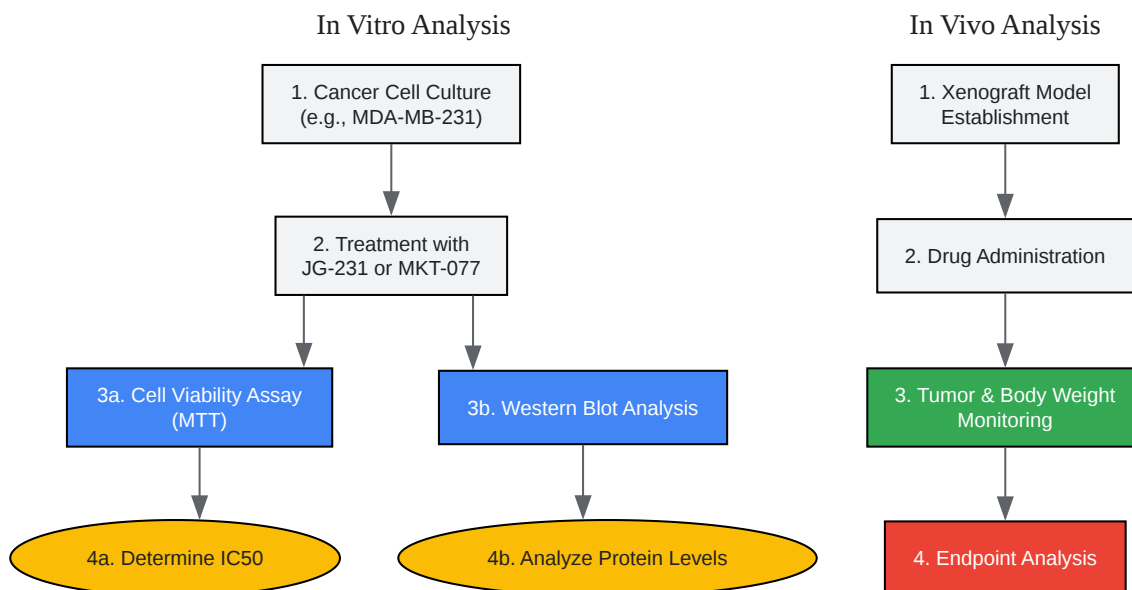 In Vitro Analysis
1. Cancer Cell Culture
(e.g., MDA-MB-231)
2. Treatment with
JG-231 or MKT-077
3a. Cell Viability Assay
(MTT)
3b. Western Blot Analysis
4a. Determine IC50
4b. Analyze Protein Levels
In Vivo Analysis
1. Xenograft Model
Establishment
2. Drug Administration
3. Tumor & Body Weight
Monitoring
4. Endpoint Analysis